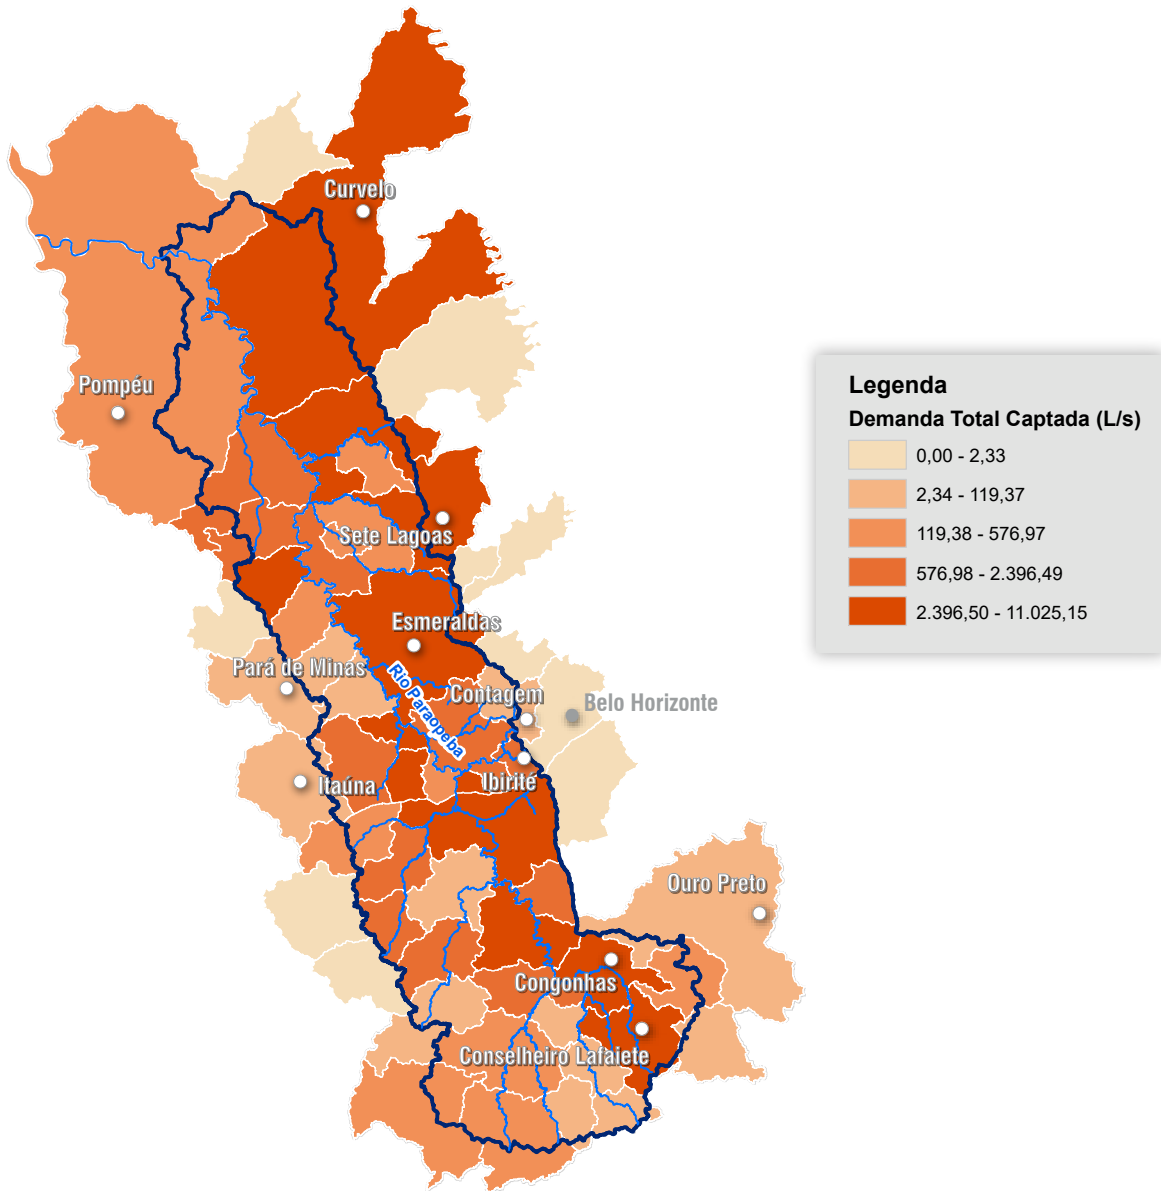 Curvelo
Pompéu
Sete Lagoas
Esmeraldas
Pará de Minas
Rio Paraopeba
Contagem
Belo Horizonte
Ibirité
Itaúna
Ouro Preto
Congonhas
Conselheiro Lafaiete
Legenda
Demanda Total Captada (L/s)
0,00 - 2,33
2,34 - 119,37
119,38 - 576,97
576,98 - 2.396,49
2.396,50 - 11.025,15